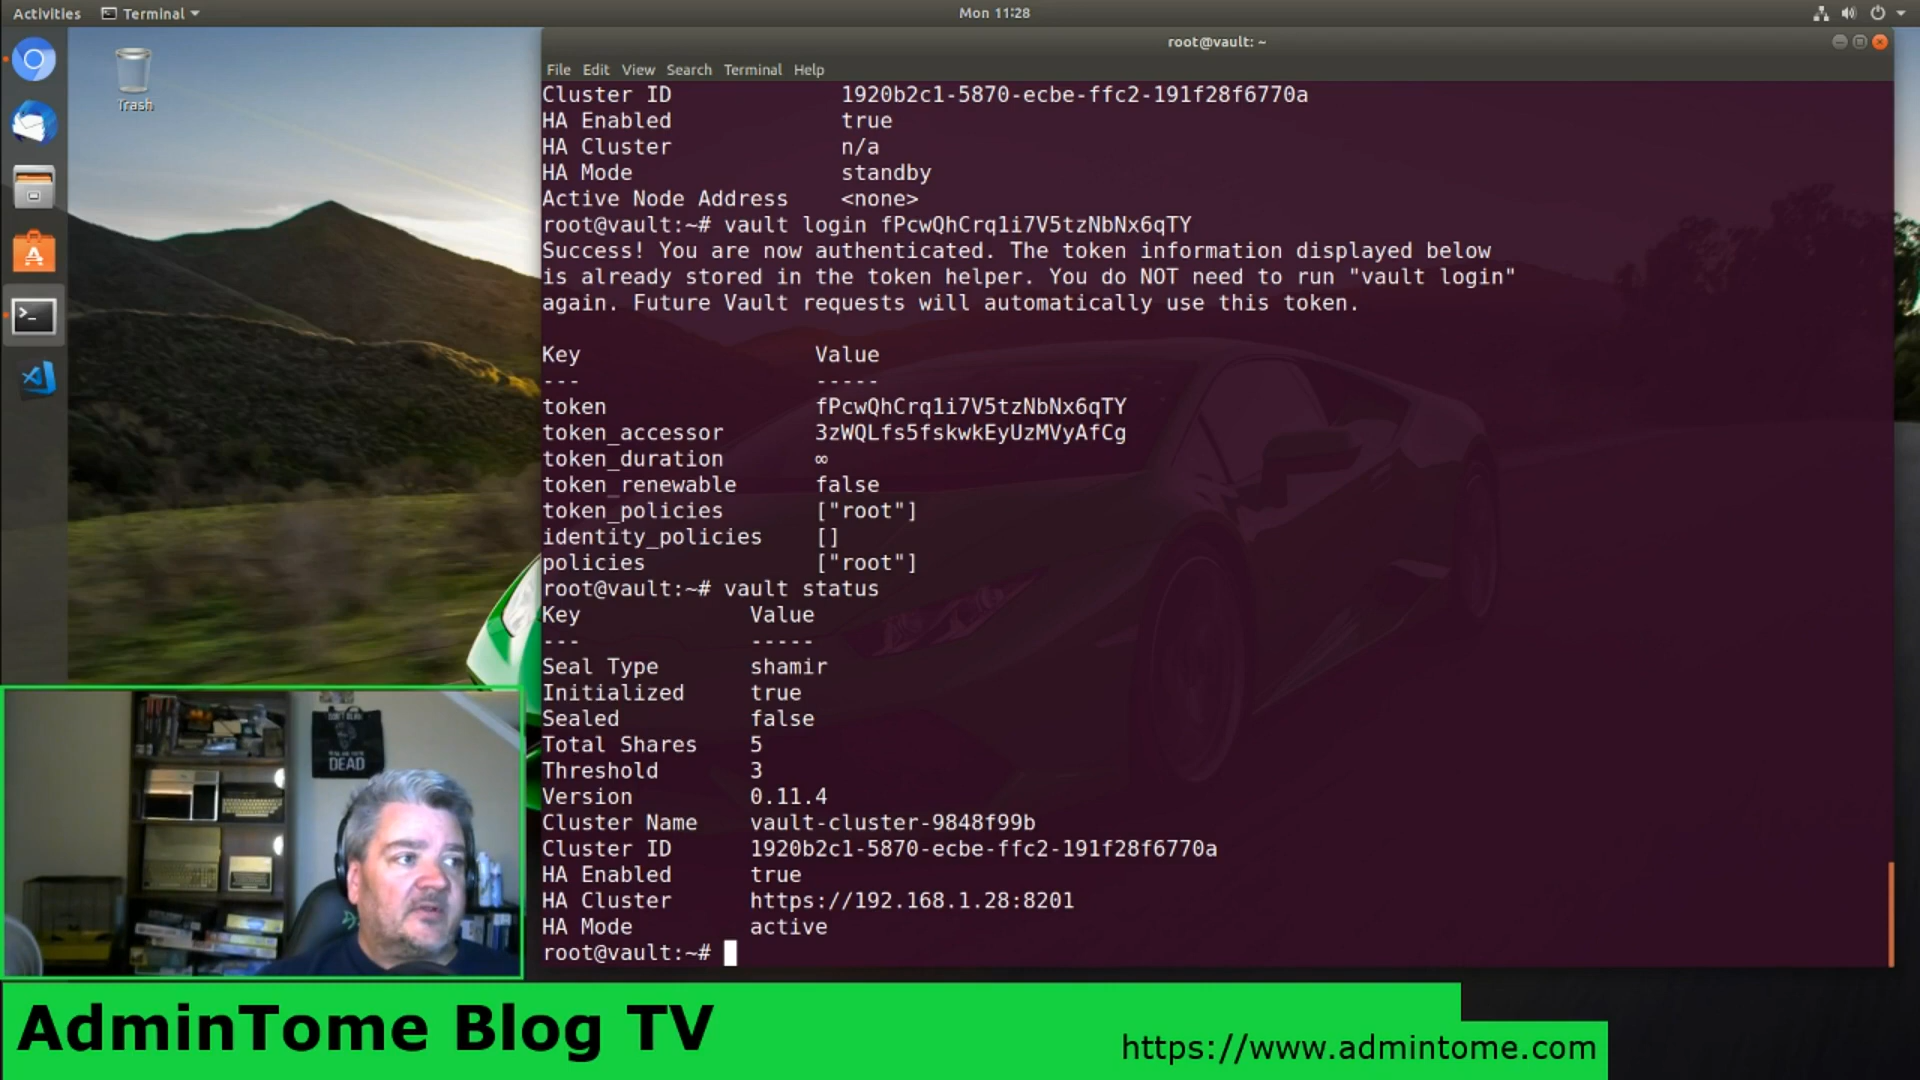 Activities Terminal Mon 11:28
root@vault: ~
File Edit View Search Terminal Help
Trash
Cluster ID 1920b2c1-5870-ecbe-ffc2-191f28f6770a
HA Enabled true
HA Cluster n/a
HA Mode standby
Active Node Address <none>
root@vault:~# vault login fPcwQhCrq1i7V5tzNbNx6qTY
Success! You are now authenticated. The token information displayed below
is already stored in the token helper. You do NOT need to run "vault login"
again. Future Vault requests will automatically use this token.
Key Value
--- -----
token fPcwQhCrq1i7V5tzNbNx6qTY
token_accessor 3zWQLfs5fskwkEyUzMVyAfCg
token_duration ∞
token_renewable false
token_policies ["root"]
identity_policies []
policies ["root"]
root@vault:~# vault status
Key Value
--- -----
Seal Type shamir
Initialized true
Sealed false
Total Shares 5
Threshold 3
Version 0.11.4
Cluster Name vault-cluster-9848f99b
Cluster ID 1920b2c1-5870-ecbe-ffc2-191f28f6770a
HA Enabled true
HA Cluster https://192.168.1.28:8201
HA Mode active
root@vault:~#
DEAD
AdminTome Blog TV
https://www.admintome.com